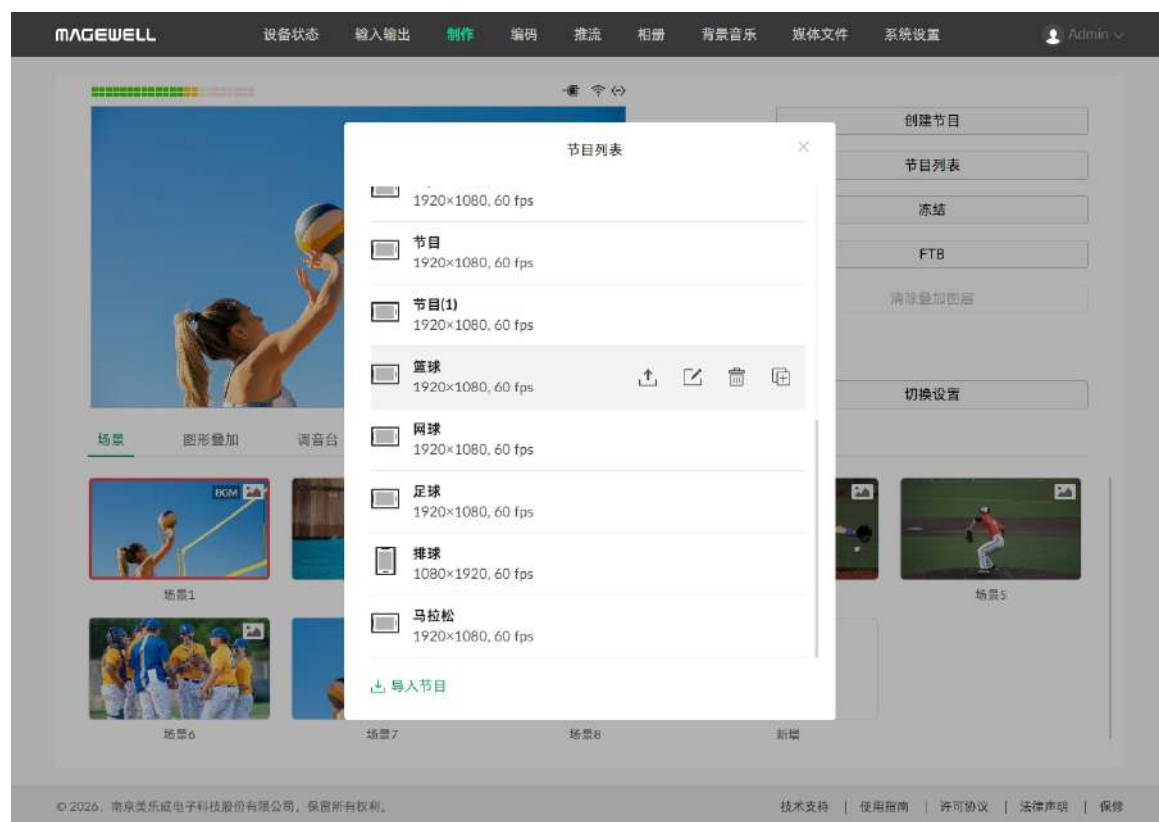 MAGEWELL 设备状态 输入输出 制作 编码 推流 相册 背景音乐 媒体文件 系统设置 Admin
创建节目
节目列表
节目列表
冻结
FTB
清除叠加图层
切换设置
1920×1080, 60 fps
节目
1920×1080, 60 fps
节目(1)
1920×1080, 60 fps
篮球
1920×1080, 60 fps
网球
1920×1080, 60 fps
足球
1920×1080, 60 fps
排球
1080×1920, 60 fps
马拉松
1920×1080, 60 fps
导入节目
场景 图形叠加 调音台
BGM
场景1 场景5
场景6 场景7 场景8 新增
© 2026, 南京美乐威电子科技股份有限公司, 保留所有权利。 技术支持 | 使用指南 | 许可协议 | 法律声明 | 保修